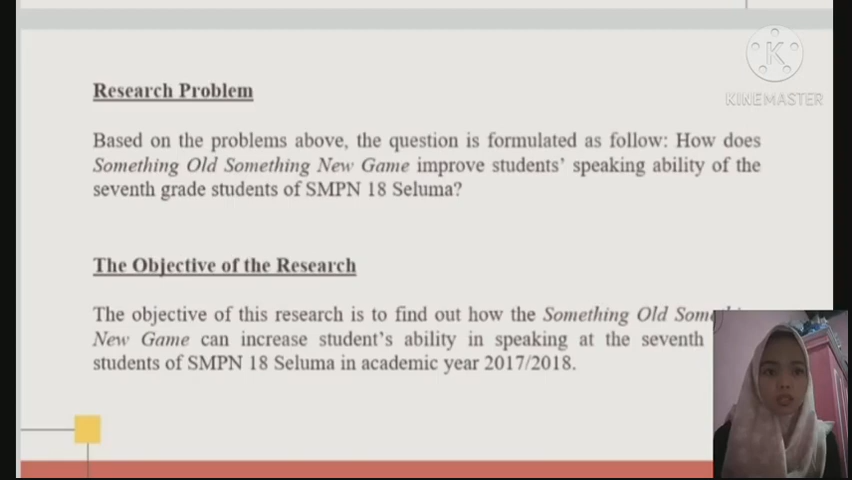 KINEMASTER
Research Problem
Based on the problems above, the question is formulated as follow: How does
Something Old Something New Game improve students' speaking ability of the
seventh grade students of SMPN 18 Seluma?
The Objective of the Research
The objective of this research is to find out how the Something Old
New Game can increase student's ability in speaking at the seventh
students of SMPN 18 Seluma in academic year 2017/2018.